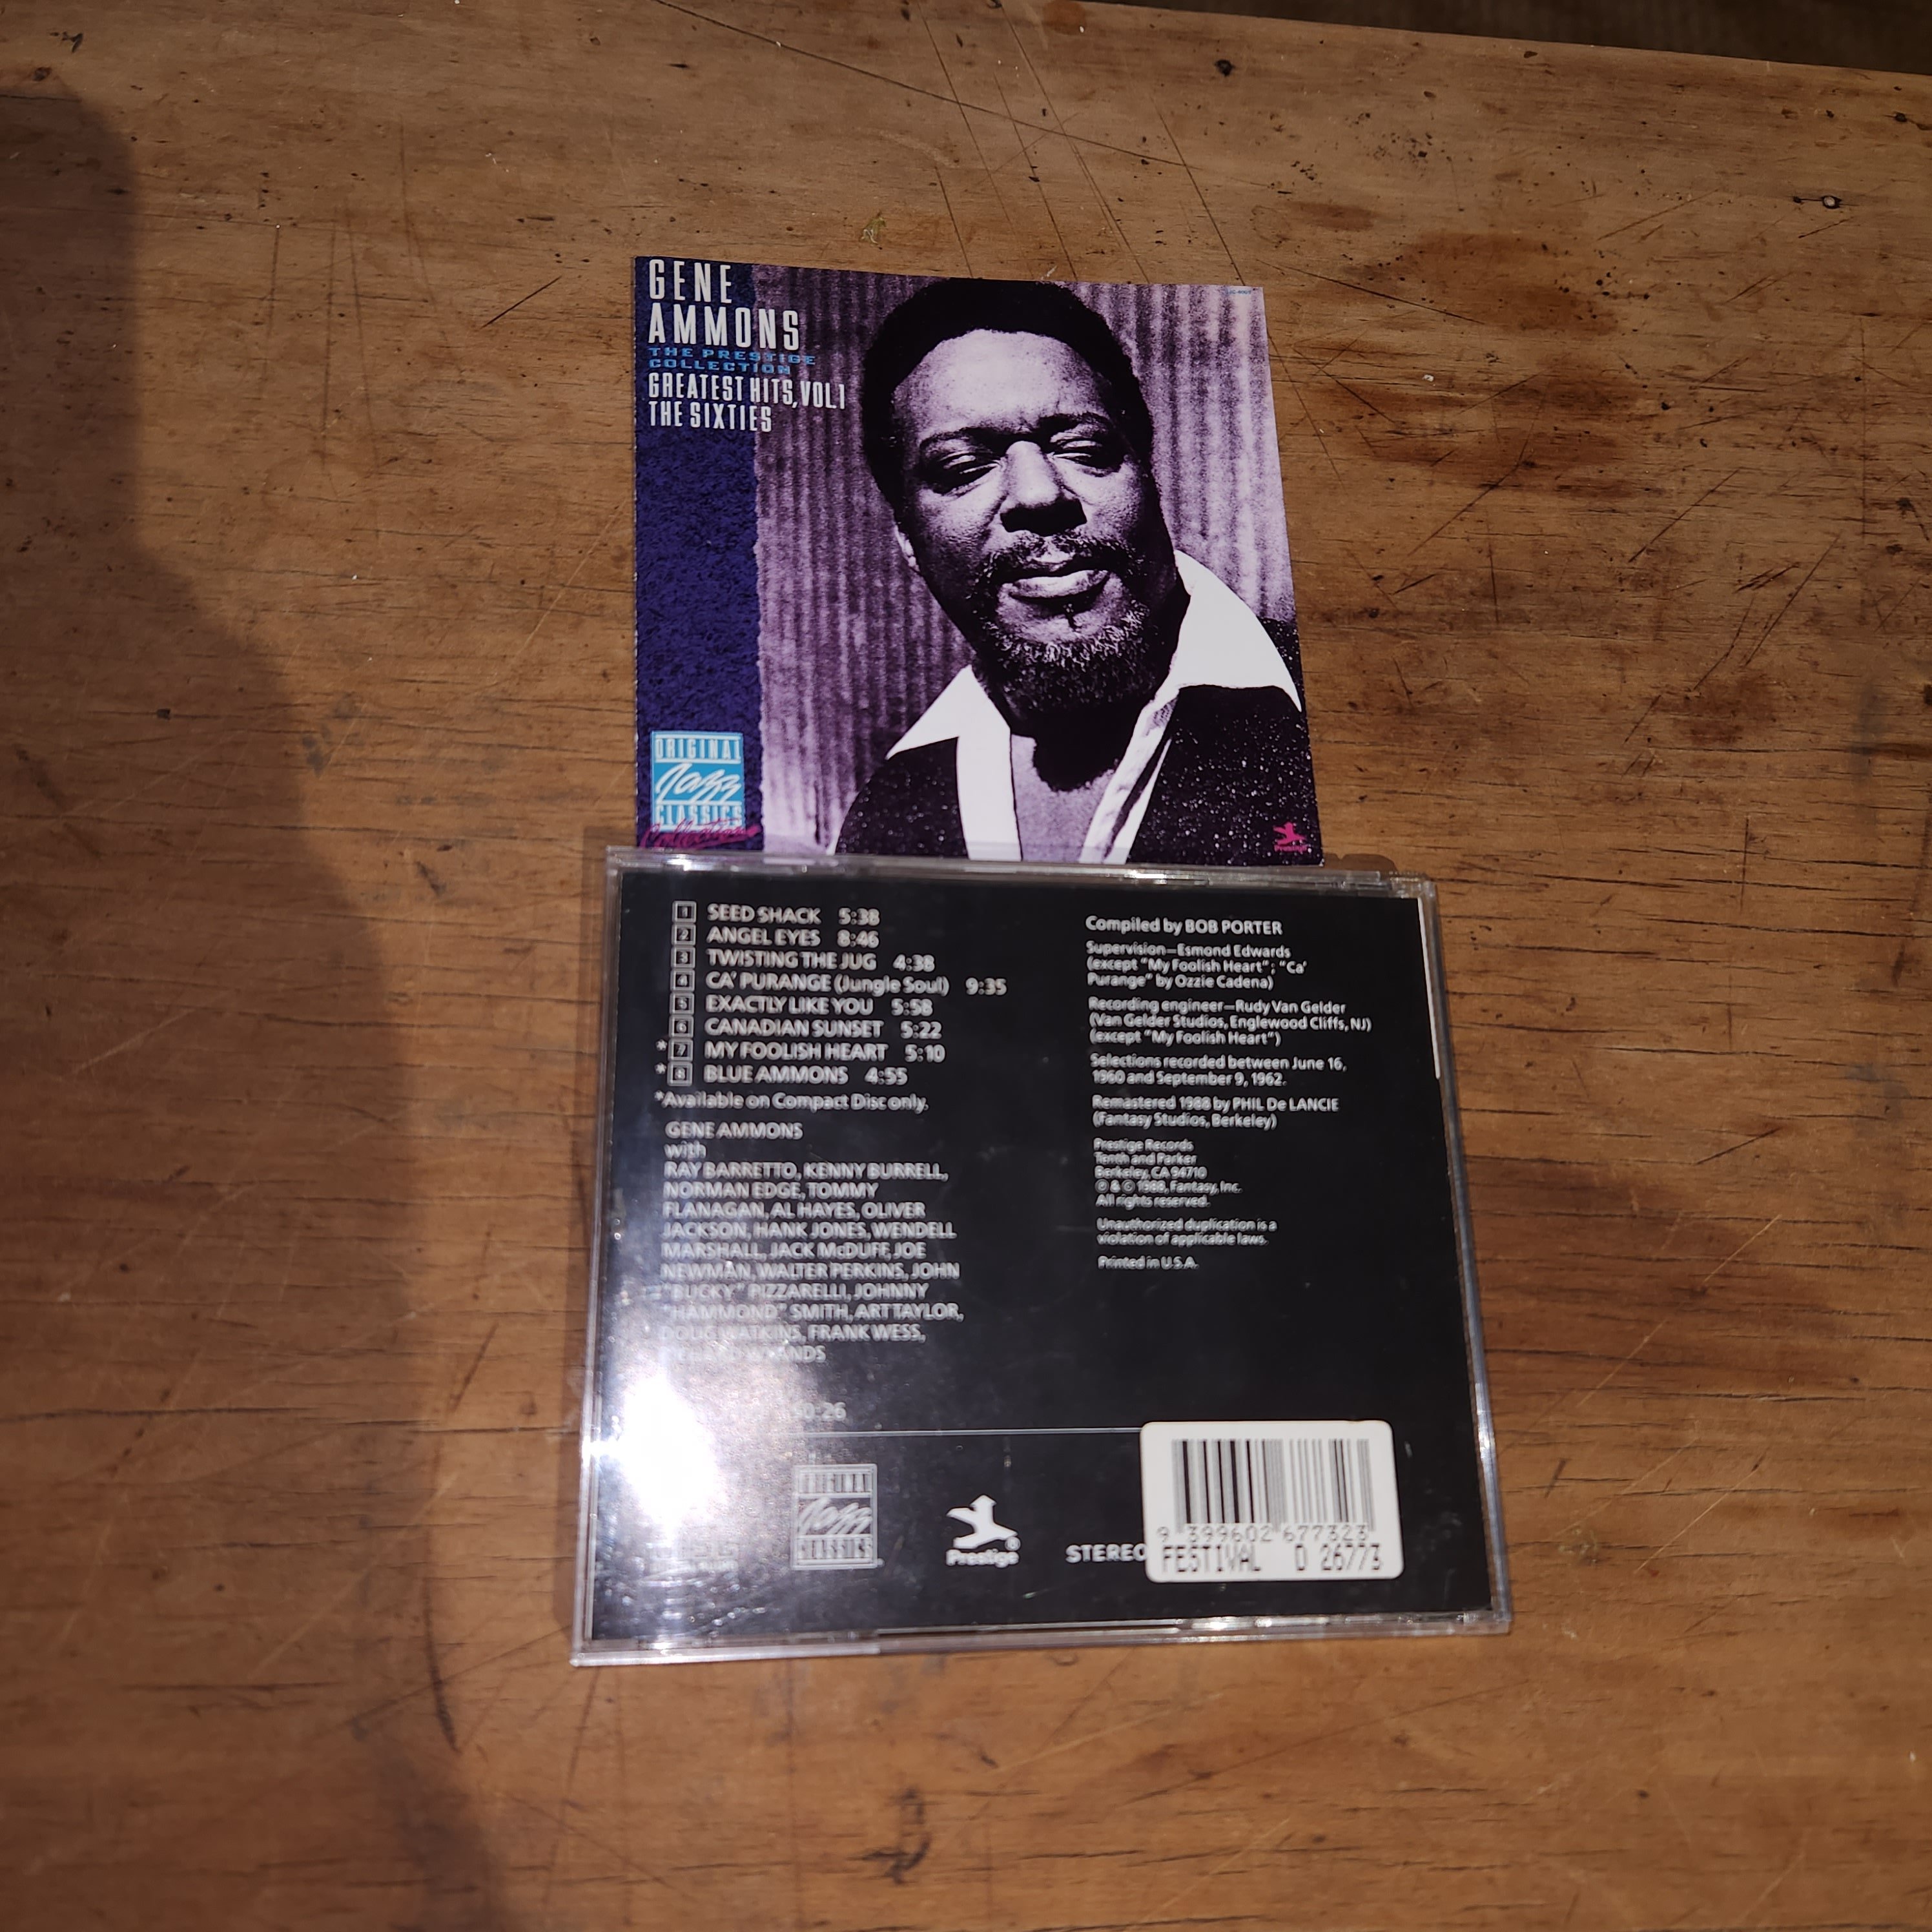 GENE
AMMONS
THE PRESTIGE
COLLECTION
GREATEST HITS, VOL 1
THE SIXTIES
ORIGINAL
Jazz
CLASSICS
Collection
Prestige
1 SEED SHACK 5:38
2 ANGEL EYES 8:46
3 TWISTING THE JUG 4:38
4 CA' PURANGE (Jungle Soul) 9:35
5 EXACTLY LIKE YOU 5:58
6 CANADIAN SUNSET 5:22
*7 MY FOOLISH HEART 5:10
*8 BLUE AMMONS 4:55
*Available on Compact Disc only.
GENE AMMONS
with
RAY BARRETTO, KENNY BURRELL,
NORMAN EDGE, TOMMY
FLANAGAN, AL HAYES, OLIVER
JACKSON, HANK JONES, WENDELL
MARSHALL, JACK McDUFF, JOE
NEWMAN, WALTER PERKINS, JOHN
"BUCKY" PIZZARELLI, JOHNNY
"HAMMOND" SMITH, ART TAYLOR,
DOUG WATKINS, FRANK WESS,
Compiled by BOB PORTER
Supervision—Esmond Edwards
(except "My Foolish Heart"; "Ca'
Purange" by Ozzie Cadena)
Recording engineer—Rudy Van Gelder
(Van Gelder Studios, Englewood Cliffs, NJ)
(except "My Foolish Heart")
Selections recorded between June 16,
1960 and September 9, 1962.
Remastered 1988 by PHIL De LANCIE
(Fantasy Studios, Berkeley)
Prestige Records
Tenth and Parker
Berkeley, CA 94710
℗ & © 1988, Fantasy, Inc.
All rights reserved.
Unauthorized duplication is a
violation of applicable laws.
Printed in U.S.A.
ORIGINAL
Jazz
CLASSICS
Prestige®
STEREO
9 399602 677323
FESTIVAL D 26773